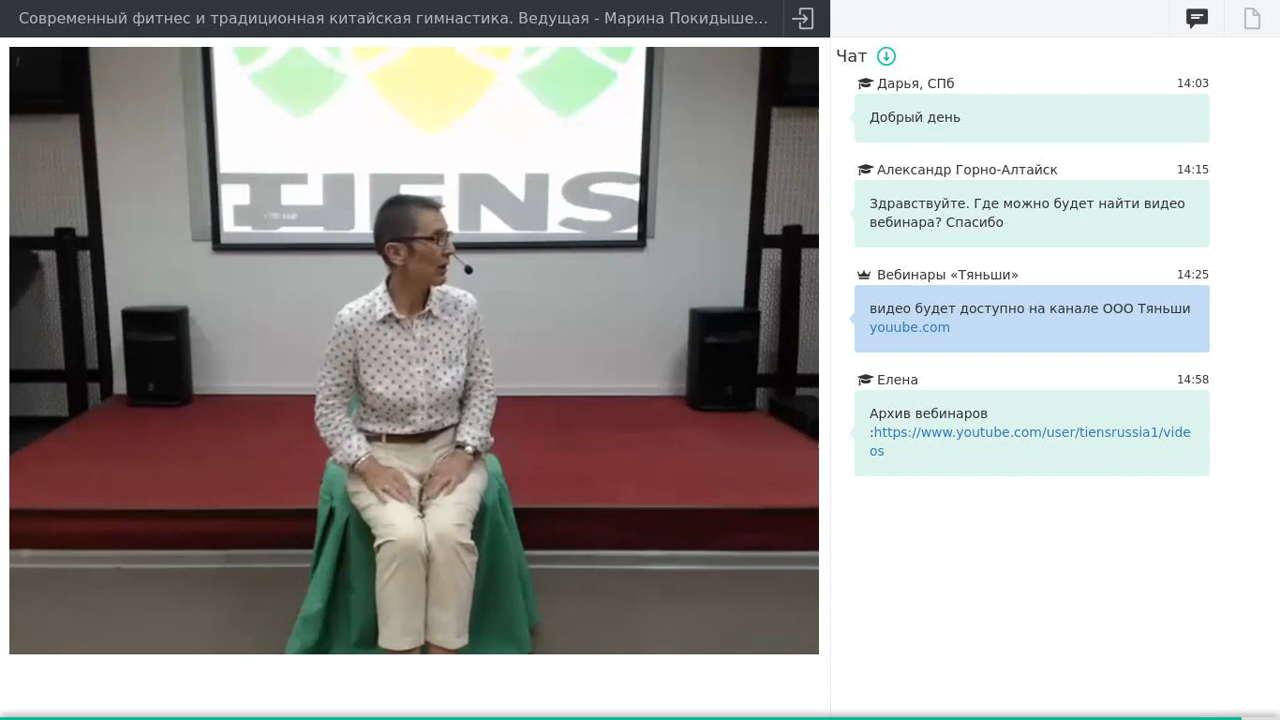 Современный фитнес и традиционная китайская гимнастика. Ведущая - Марина Покидыше...
Чат
Дарья, СПб 14:03
Добрый день
Александр Горно-Алтайск 14:15
Здравствуйте. Где можно будет найти видео
вебинара? Спасибо
Вебинары «Тяньши» 14:25
видео будет доступно на канале ООО Тяньши
youube.com
Елена 14:58
Архив вебинаров
:https://www.youtube.com/user/tiensrussia1/vide
os
TIENS